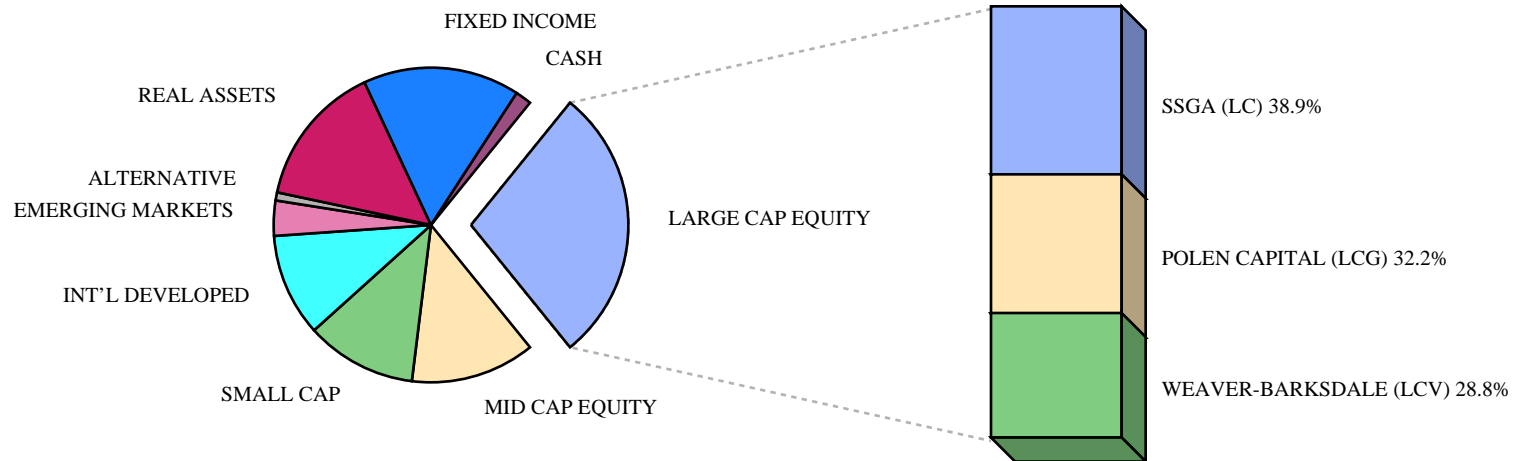 FIXED INCOME
CASH
REAL ASSETS
ALTERNATIVE
EMERGING MARKETS
INT’L DEVELOPED
SMALL CAP
MID CAP EQUITY
LARGE CAP EQUITY
SSGA (LC) 38.9%
POLEN CAPITAL (LCG) 32.2%
WEAVER-BARKSDALE (LCV) 28.8%